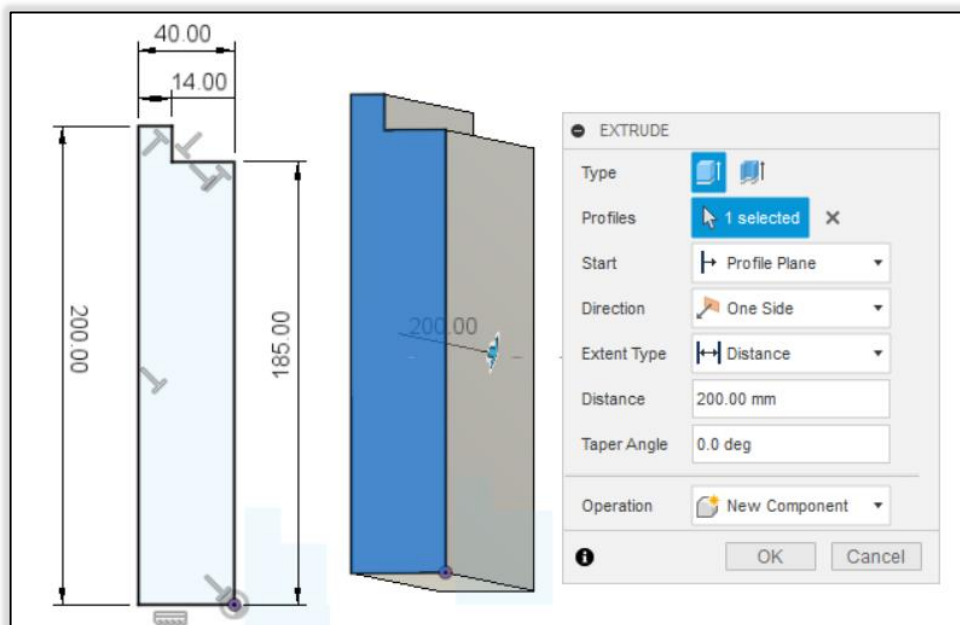 40.00
14.00
200.00
185.00
200.00
EXTRUDE
Type
Profiles 1 selected
Start Profile Plane
Direction One Side
Extent Type Distance
Distance 200.00 mm
Taper Angle 0.0 deg
Operation New Component
OK Cancel